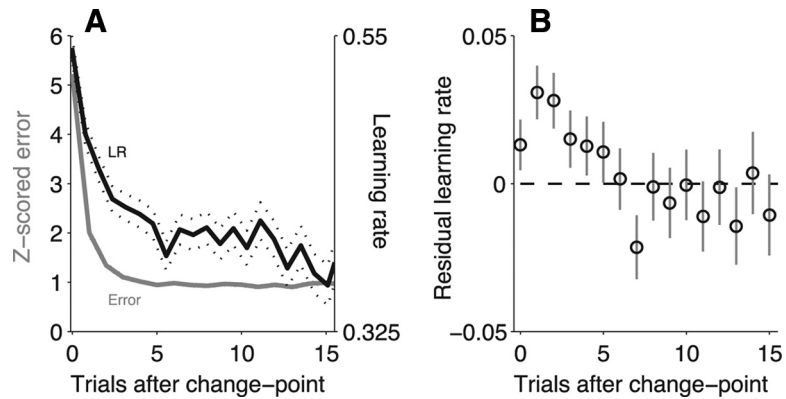 A
6
5
4
3
2
1
0
Z−scored error
LR
Error
0.55
Learning rate
0.325
0
5
10
15
Trials after change−point
B
0.05
0
−0.05
Residual learning rate
0
5
10
15
Trials after change−point